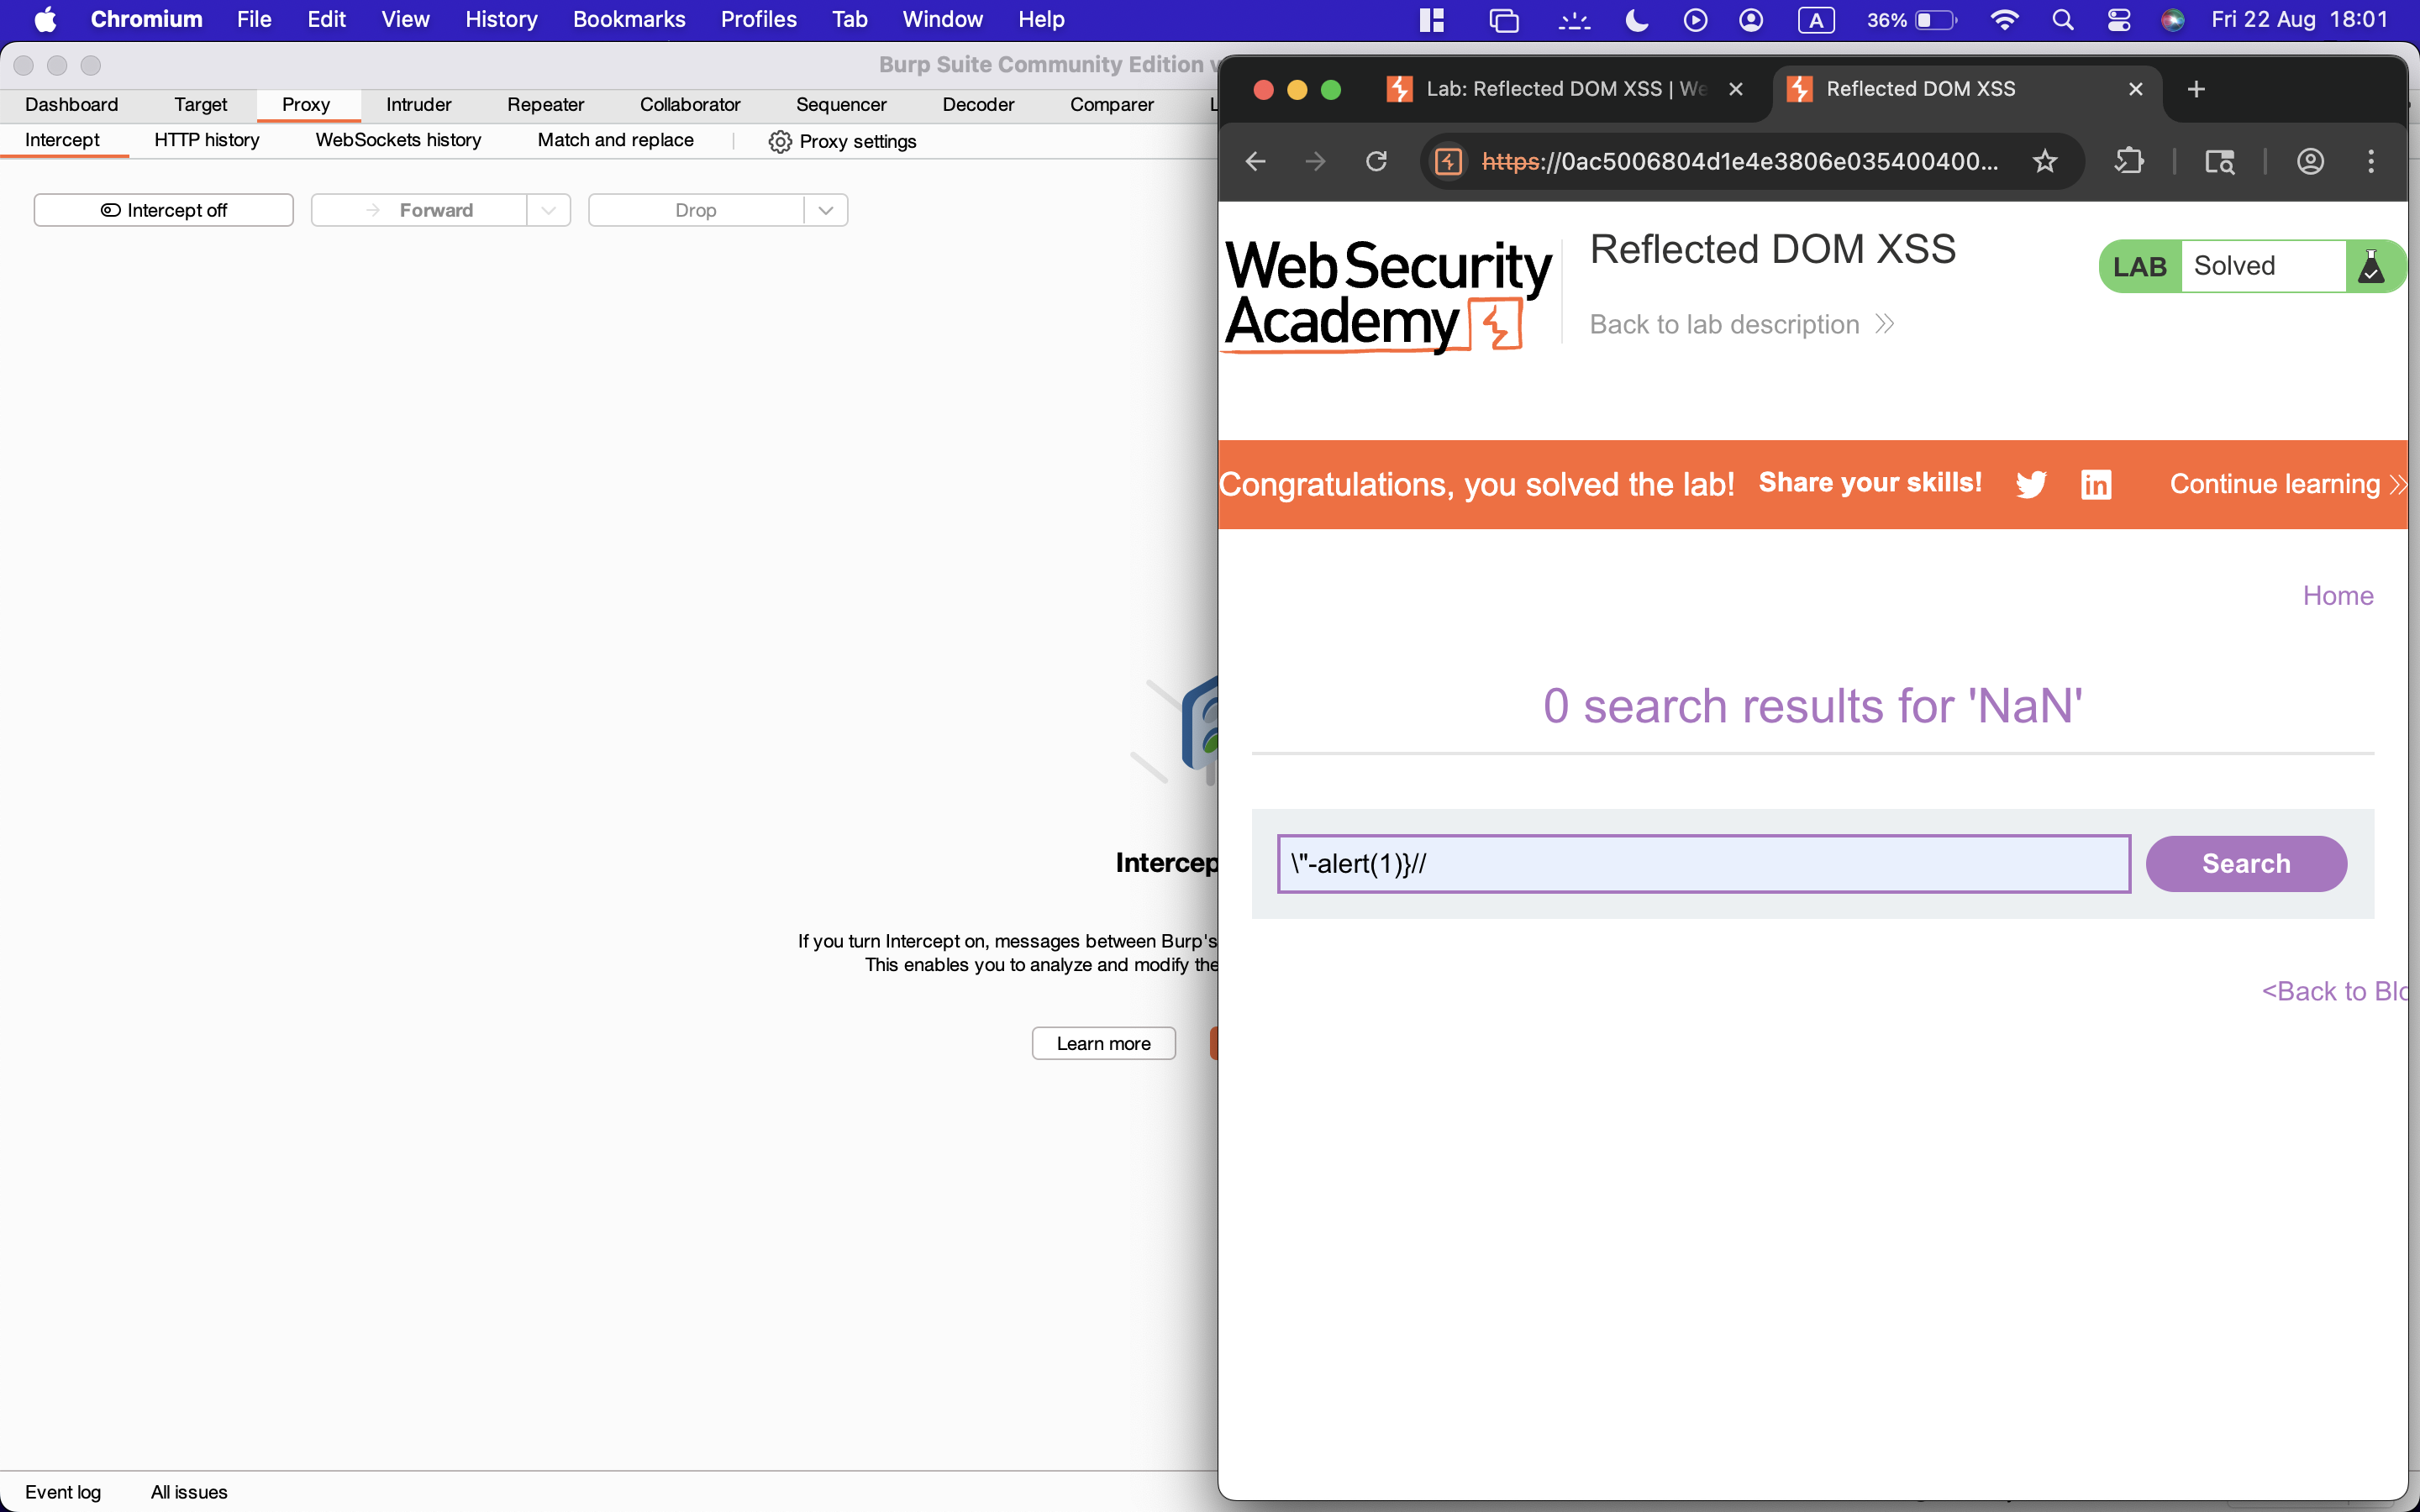 Chromium File Edit View History Bookmarks Profiles Tab Window Help A 36% Fri 22 Aug 18:01
Burp Suite Community Edition v
Dashboard Target Proxy Intruder Repeater Collaborator Sequencer Decoder Comparer L
Intercept HTTP history WebSockets history Match and replace Proxy settings
Intercept off Forward Drop
Intercep
If you turn Intercept on, messages between Burp's
This enables you to analyze and modify the
Learn more
Event log All issues
Lab: Reflected DOM XSS | We Reflected DOM XSS
https://0ac5006804d1e4e3806e035400400...
Web Security
Academy
Reflected DOM XSS
Back to lab description
LAB Solved
Congratulations, you solved the lab! Share your skills! in Continue learning
Home
0 search results for 'NaN'
\"-alert(1)}//
Search
<Back to Blo